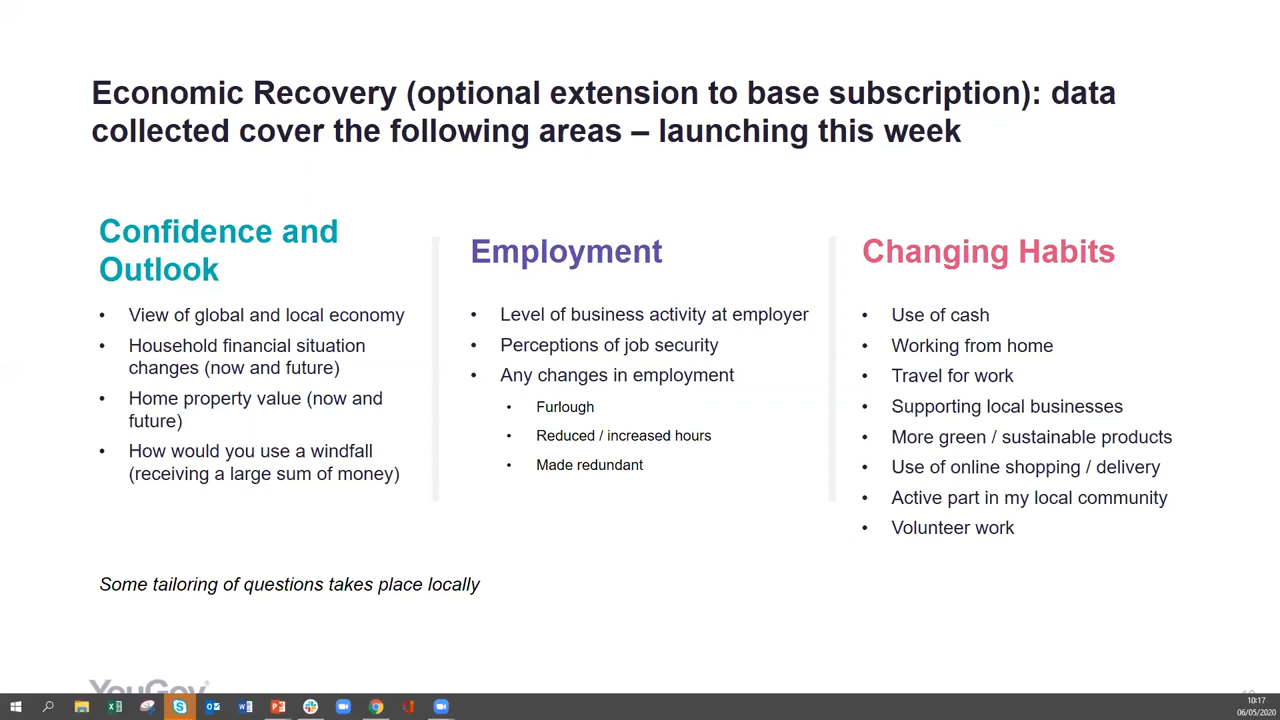 Economic Recovery (optional extension to base subscription): data
collected cover the following areas – launching this week
Confidence and
Outlook
• View of global and local economy
• Household financial situation
changes (now and future)
• Home property value (now and
future)
• How would you use a windfall
(receiving a large sum of money)
Employment
• Level of business activity at employer
• Perceptions of job security
• Any changes in employment
• Furlough
• Reduced / increased hours
• Made redundant
Changing Habits
• Use of cash
• Working from home
• Travel for work
• Supporting local businesses
• More green / sustainable products
• Use of online shopping / delivery
• Active part in my local community
• Volunteer work
Some tailoring of questions takes place locally
YouGov®
10:17
06/05/2020